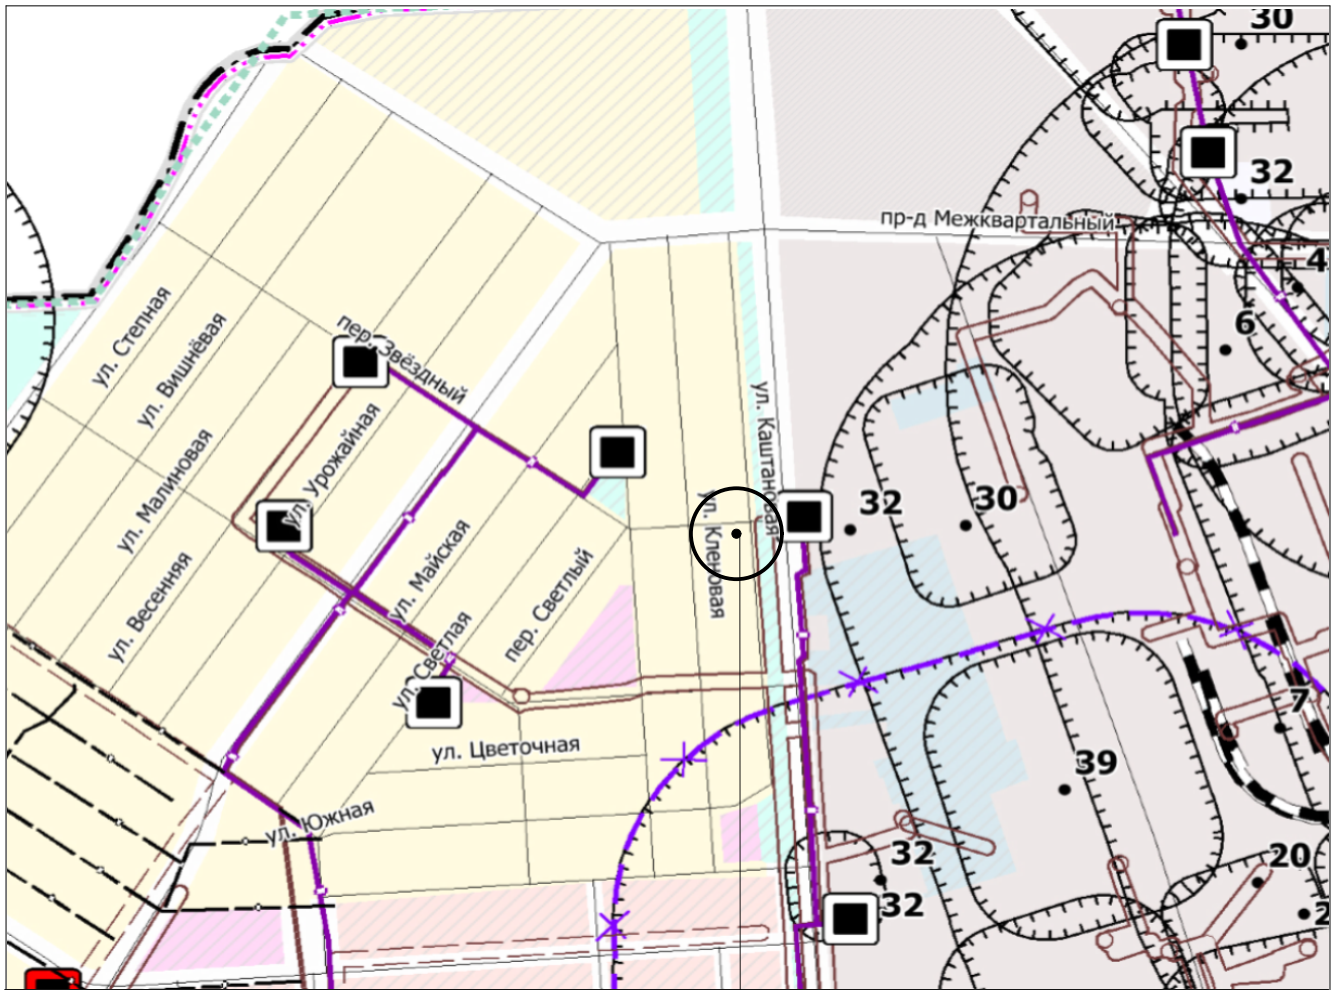 30
32
пр-д Межквартальный
4
6
ул. Степная
ул. Вишнёвая
пер. Звёздный
ул. Каштановая
ул. Малиновая
ул. Урожайная
ул. Кленовая
32
30
ул. Весенняя
ул. Майская
пер. Светлый
ул. Светлая
7
ул. Цветочная
39
ул. Южная
32
20
32
2